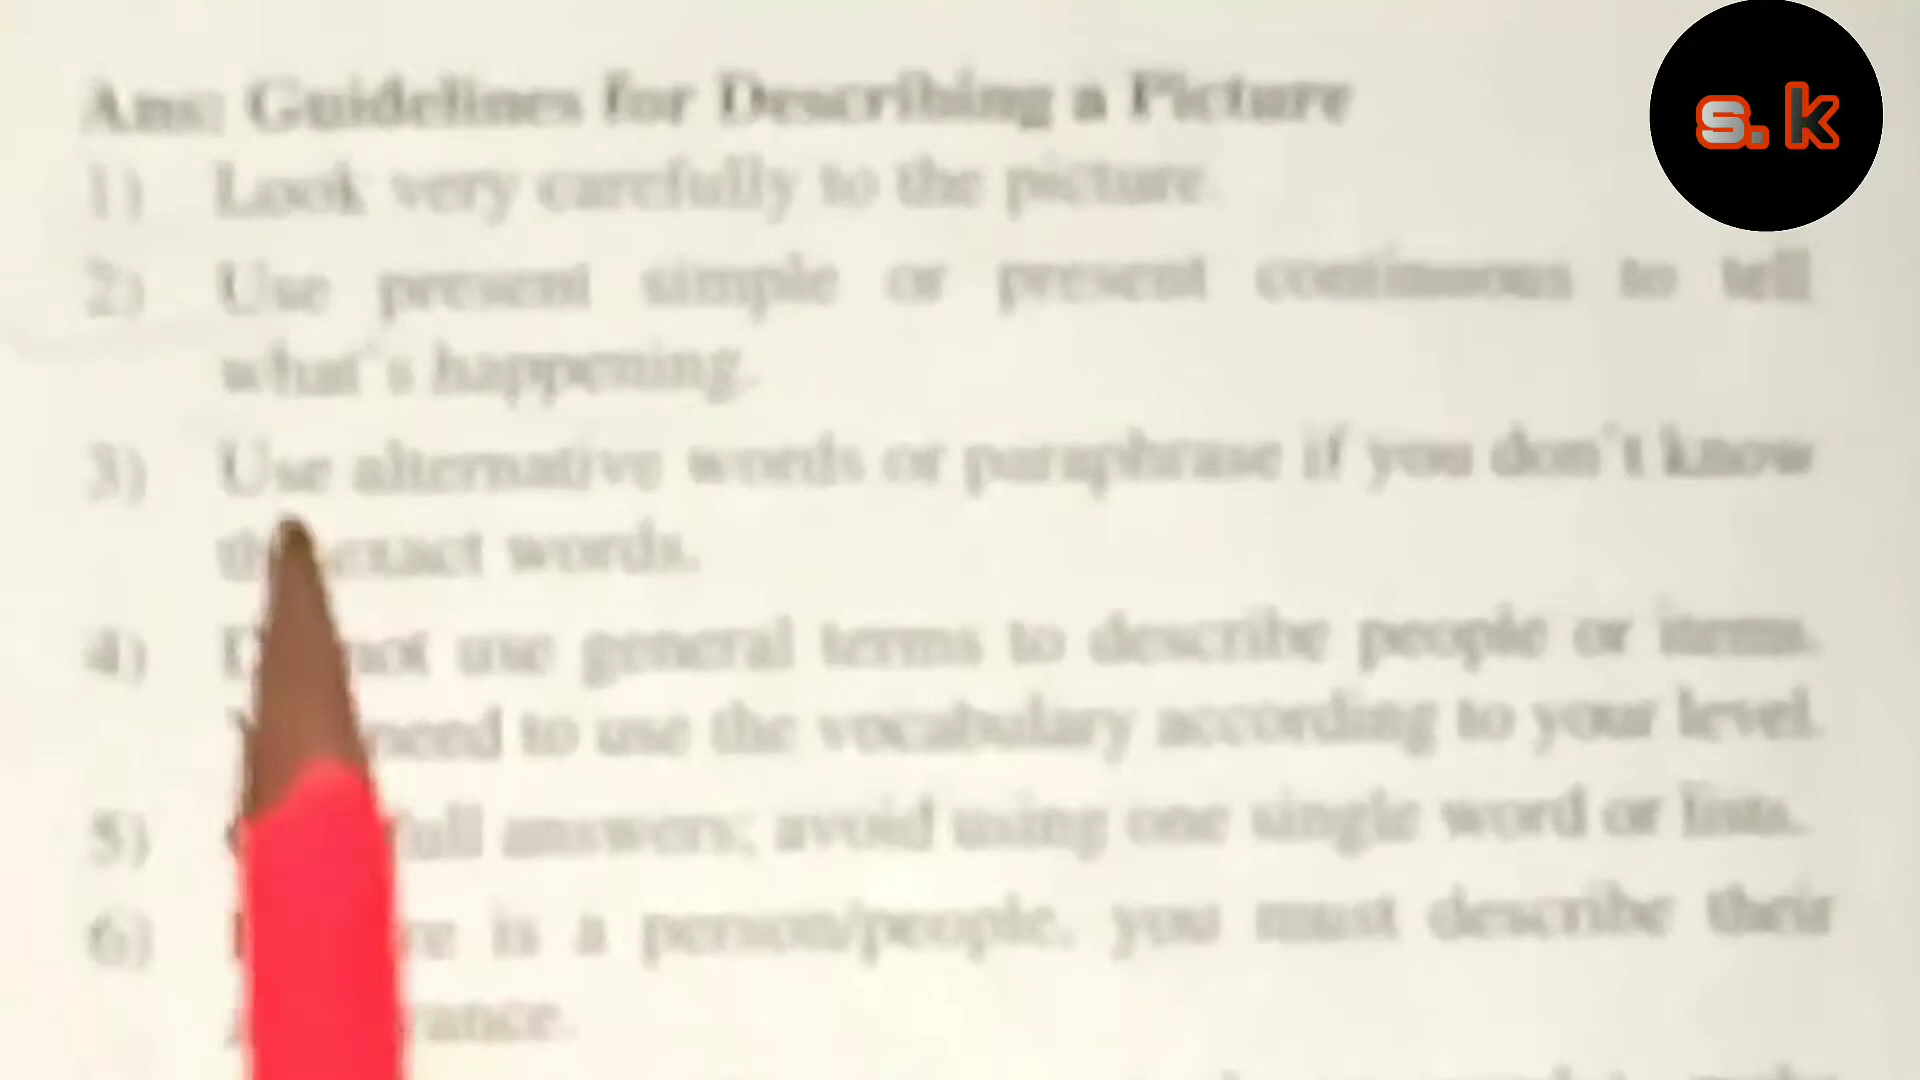 Ans: Guidelines for Describing a Picture
s. k
1) Look very carefully to the picture.
2) Use present simple or present continuous to tell
what's happening.
3) Use alternative words or paraphrase if you don't know
exact words.
4) not use general terms to describe people or items.
need to use the vocabulary according to your level.
5) full answers; avoid using one single word or lists.
6) is a person/people, you must describe their